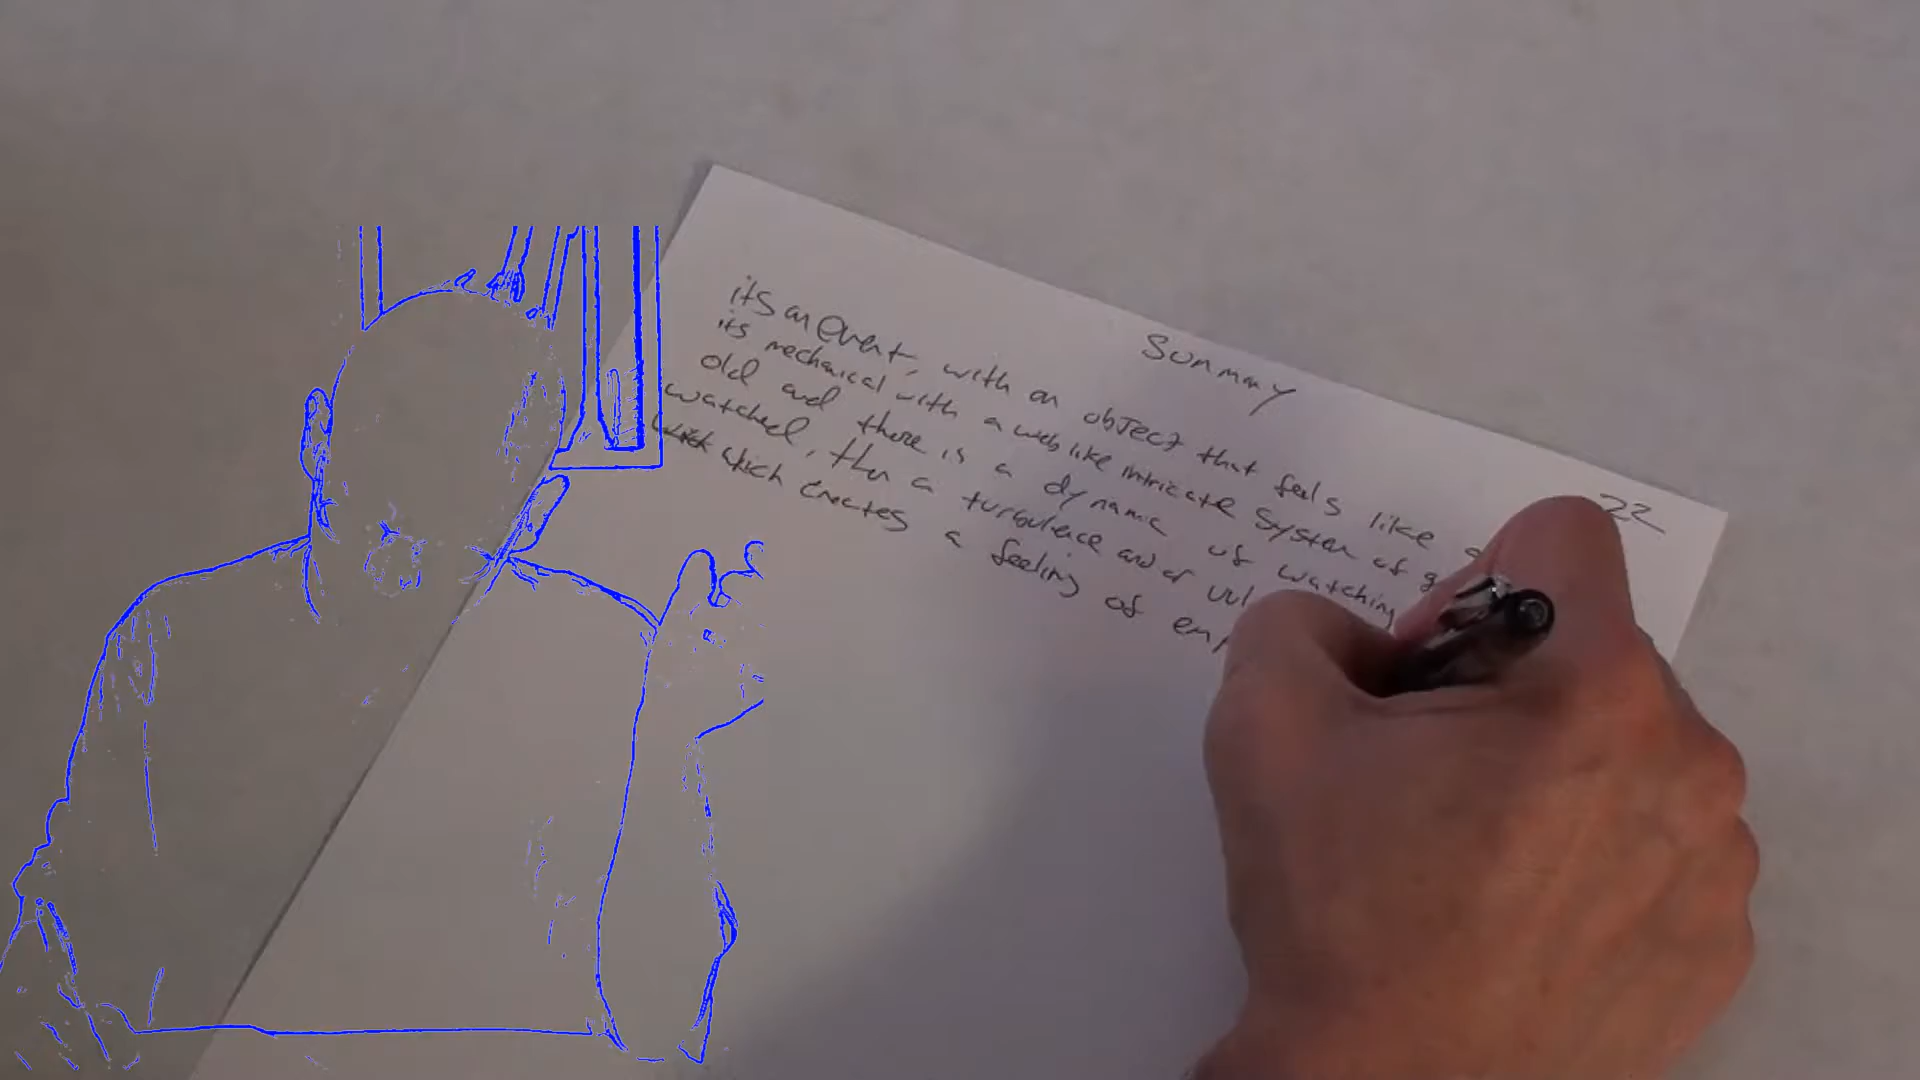 Summary
22
its an Event, with an object that feels like
its mechanical with a web like intricate system of
old and there is a dynamic of watching
watched, then a turbulence and or
which creates a feeling of